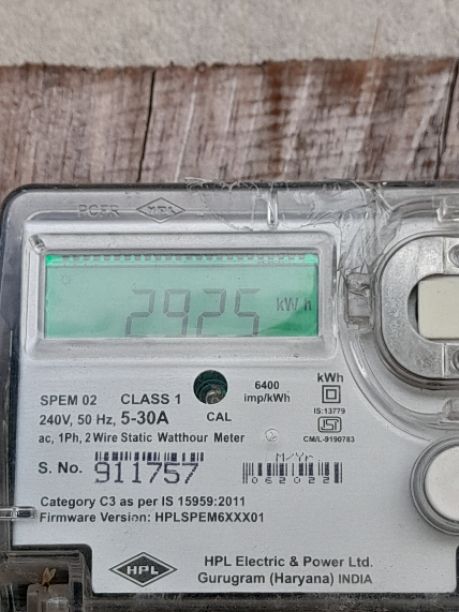 HPL
2925 kWh
6400
imp/kWh
kWh
SPEM 02 CLASS 1
CAL
IS:13779
240V, 50 Hz, 5-30A
ac, 1Ph, 2 Wire Static Watthour Meter
CM/L-9190783
S. No. 911757
M/YR
062022
Category C3 as per IS 15959:2011
Firmware Version: HPLSPEM6XXX01
HPL
HPL Electric & Power Ltd.
Gurugram (Haryana) INDIA